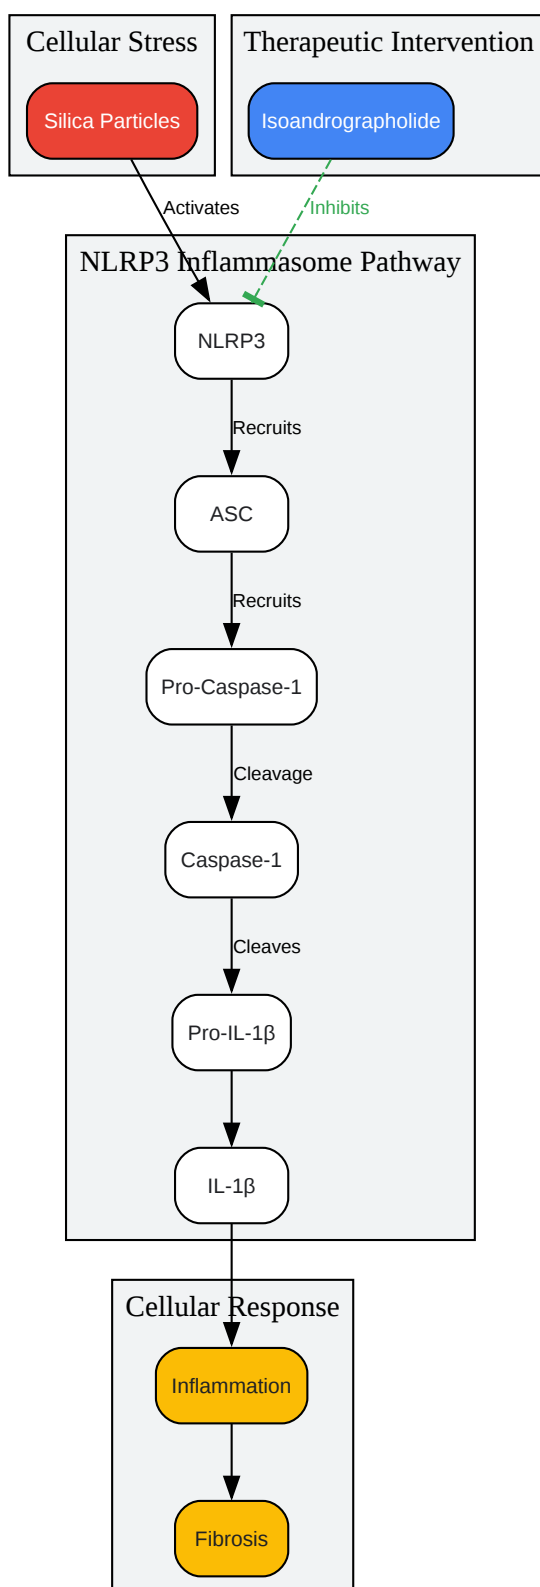 Cellular Stress
Therapeutic Intervention
Silica Particles
Isoandrographolide
Activates
Inhibits
NLRP3 Inflammasome Pathway
NLRP3
Recruits
ASC
Recruits
Pro-Caspase-1
Cleavage
Caspase-1
Cleaves
Pro-IL-1β
IL-1β
Cellular Response
Inflammation
Fibrosis